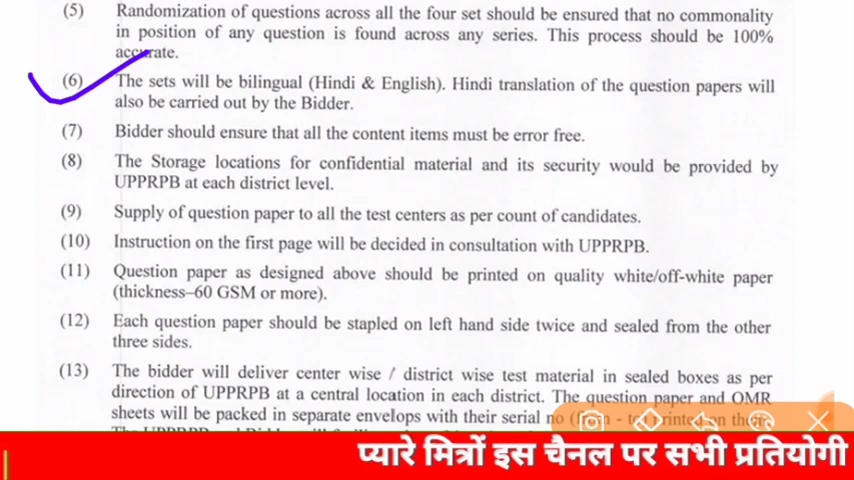 (5) Randomization of questions across all the four set should be ensured that no commonality
in position of any question is found across any series. This process should be 100%
accurate.
(6) The sets will be bilingual (Hindi & English). Hindi translation of the question papers will
also be carried out by the Bidder.
(7) Bidder should ensure that all the content items must be error free.
(8) The Storage locations for confidential material and its security would be provided by
UPPRPB at each district level.
(9) Supply of question paper to all the test centers as per count of candidates.
(10) Instruction on the first page will be decided in consultation with UPPRPB.
(11) Question paper as designed above should be printed on quality white/off-white paper
(thickness–60 GSM or more).
(12) Each question paper should be stapled on left hand side twice and sealed from the other
three sides.
(13) The bidder will deliver center wise / district wise test material in sealed boxes as per
direction of UPPRPB at a central location in each district. The question paper and OMR
sheets will be packed in separate envelops with their serial no (from - to) printed on
प्यारे मित्रों इस चैनल पर सभी प्रतियोगी